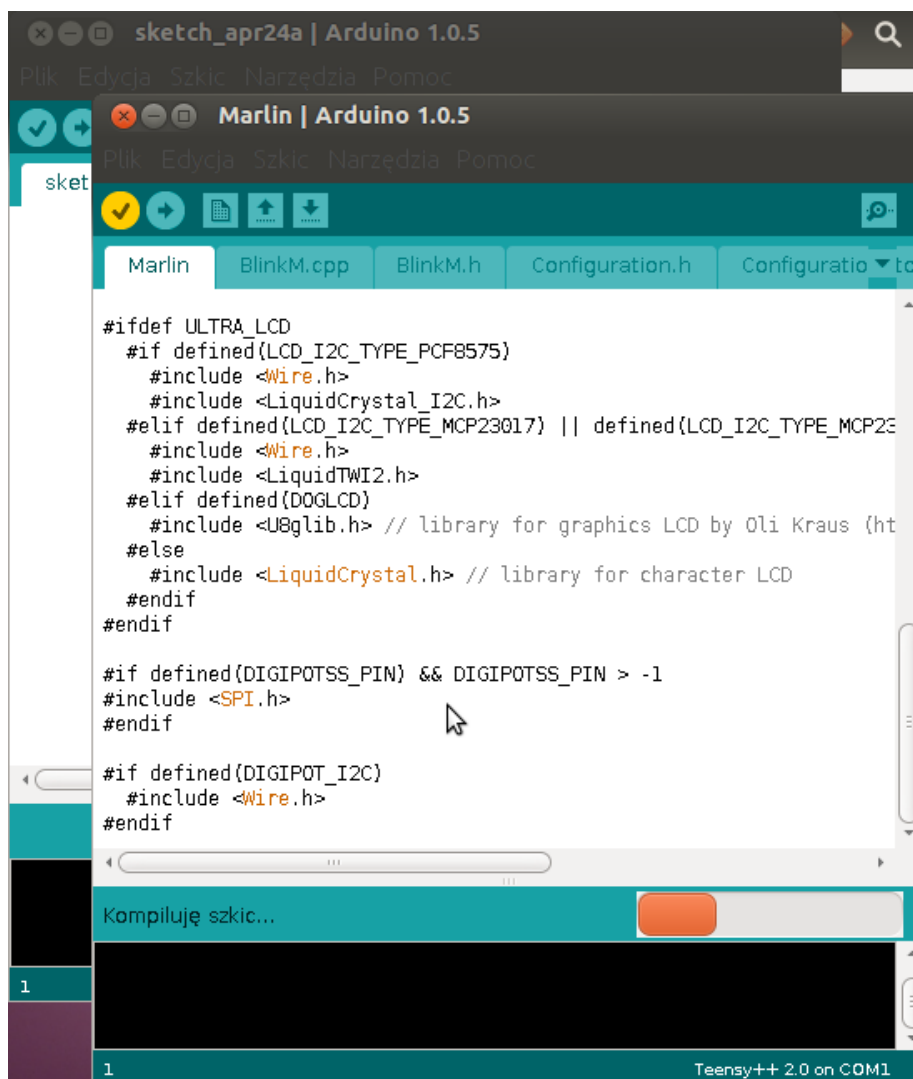 sketch_apr24a | Arduino 1.0.5
Plik Edycja Szkic Narzędzia Pomoc
Marlin | Arduino 1.0.5
Plik Edycja Szkic Narzędzia Pomoc
sket
Marlin BlinkM.cpp BlinkM.h Configuration.h Configuratio to
#ifdef ULTRA_LCD
  #if defined(LCD_I2C_TYPE_PCF8575)
    #include <Wire.h>
    #include <LiquidCrystal_I2C.h>
  #elif defined(LCD_I2C_TYPE_MCP23017) || defined(LCD_I2C_TYPE_MCP23
    #include <Wire.h>
    #include <LiquidTWI2.h>
  #elif defined(DOGLCD)
    #include <U8glib.h> // library for graphics LCD by Oli Kraus (ht
  #else
    #include <LiquidCrystal.h> // library for character LCD
  #endif
#endif
#if defined(DIGIPOTSS_PIN) && DIGIPOTSS_PIN > -1
#include <SPI.h>
#endif
#if defined(DIGIPOT_I2C)
  #include <Wire.h>
#endif
Kompiluję szkic...
1
1 Teensy++ 2.0 on COM1